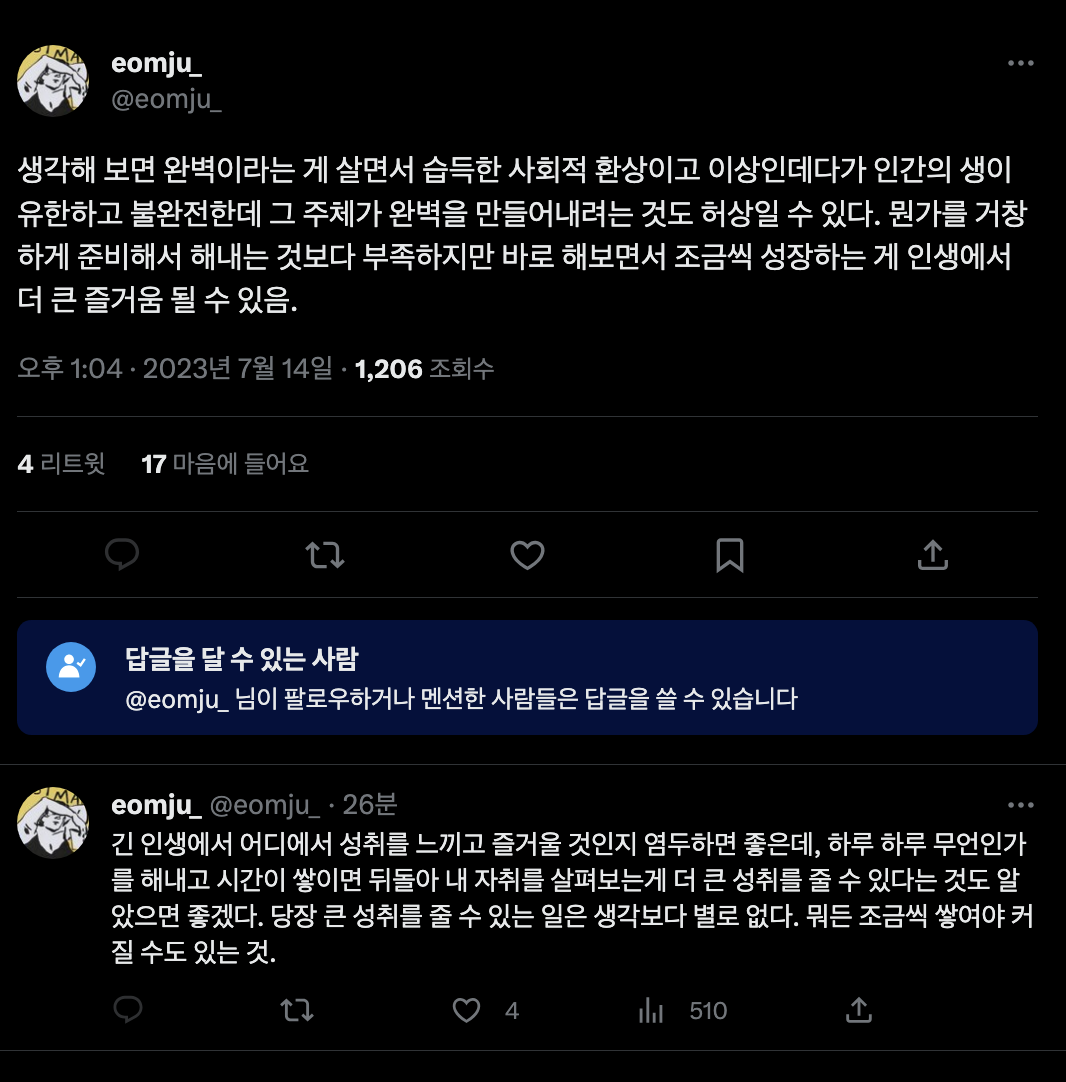 eomju_
@eomju_
생각해 보면 완벽이라는 게 살면서 습득한 사회적 환상이고 이상인데다가 인간의 생이
유한하고 불완전한데 그 주체가 완벽을 만들어내려는 것도 허상일 수 있다. 뭔가를 거창
하게 준비해서 해내는 것보다 부족하지만 바로 해보면서 조금씩 성장하는 게 인생에서
더 큰 즐거움 될 수 있음.
오후 1:04 · 2023년 7월 14일 · 1,206 조회수
4 리트윗 17 마음에 들어요
답글을 달 수 있는 사람
@eomju_ 님이 팔로우하거나 멘션한 사람들은 답글을 쓸 수 있습니다
eomju_ @eomju_ · 26분
긴 인생에서 어디에서 성취를 느끼고 즐거울 것인지 염두하면 좋은데, 하루 하루 무언인가
를 해내고 시간이 쌓이면 뒤돌아 내 자취를 살펴보는게 더 큰 성취를 줄 수 있다는 것도 알
았으면 좋겠다. 당장 큰 성취를 줄 수 있는 일은 생각보다 별로 없다. 뭐든 조금씩 쌓여야 커
질 수도 있는 것.
4 510